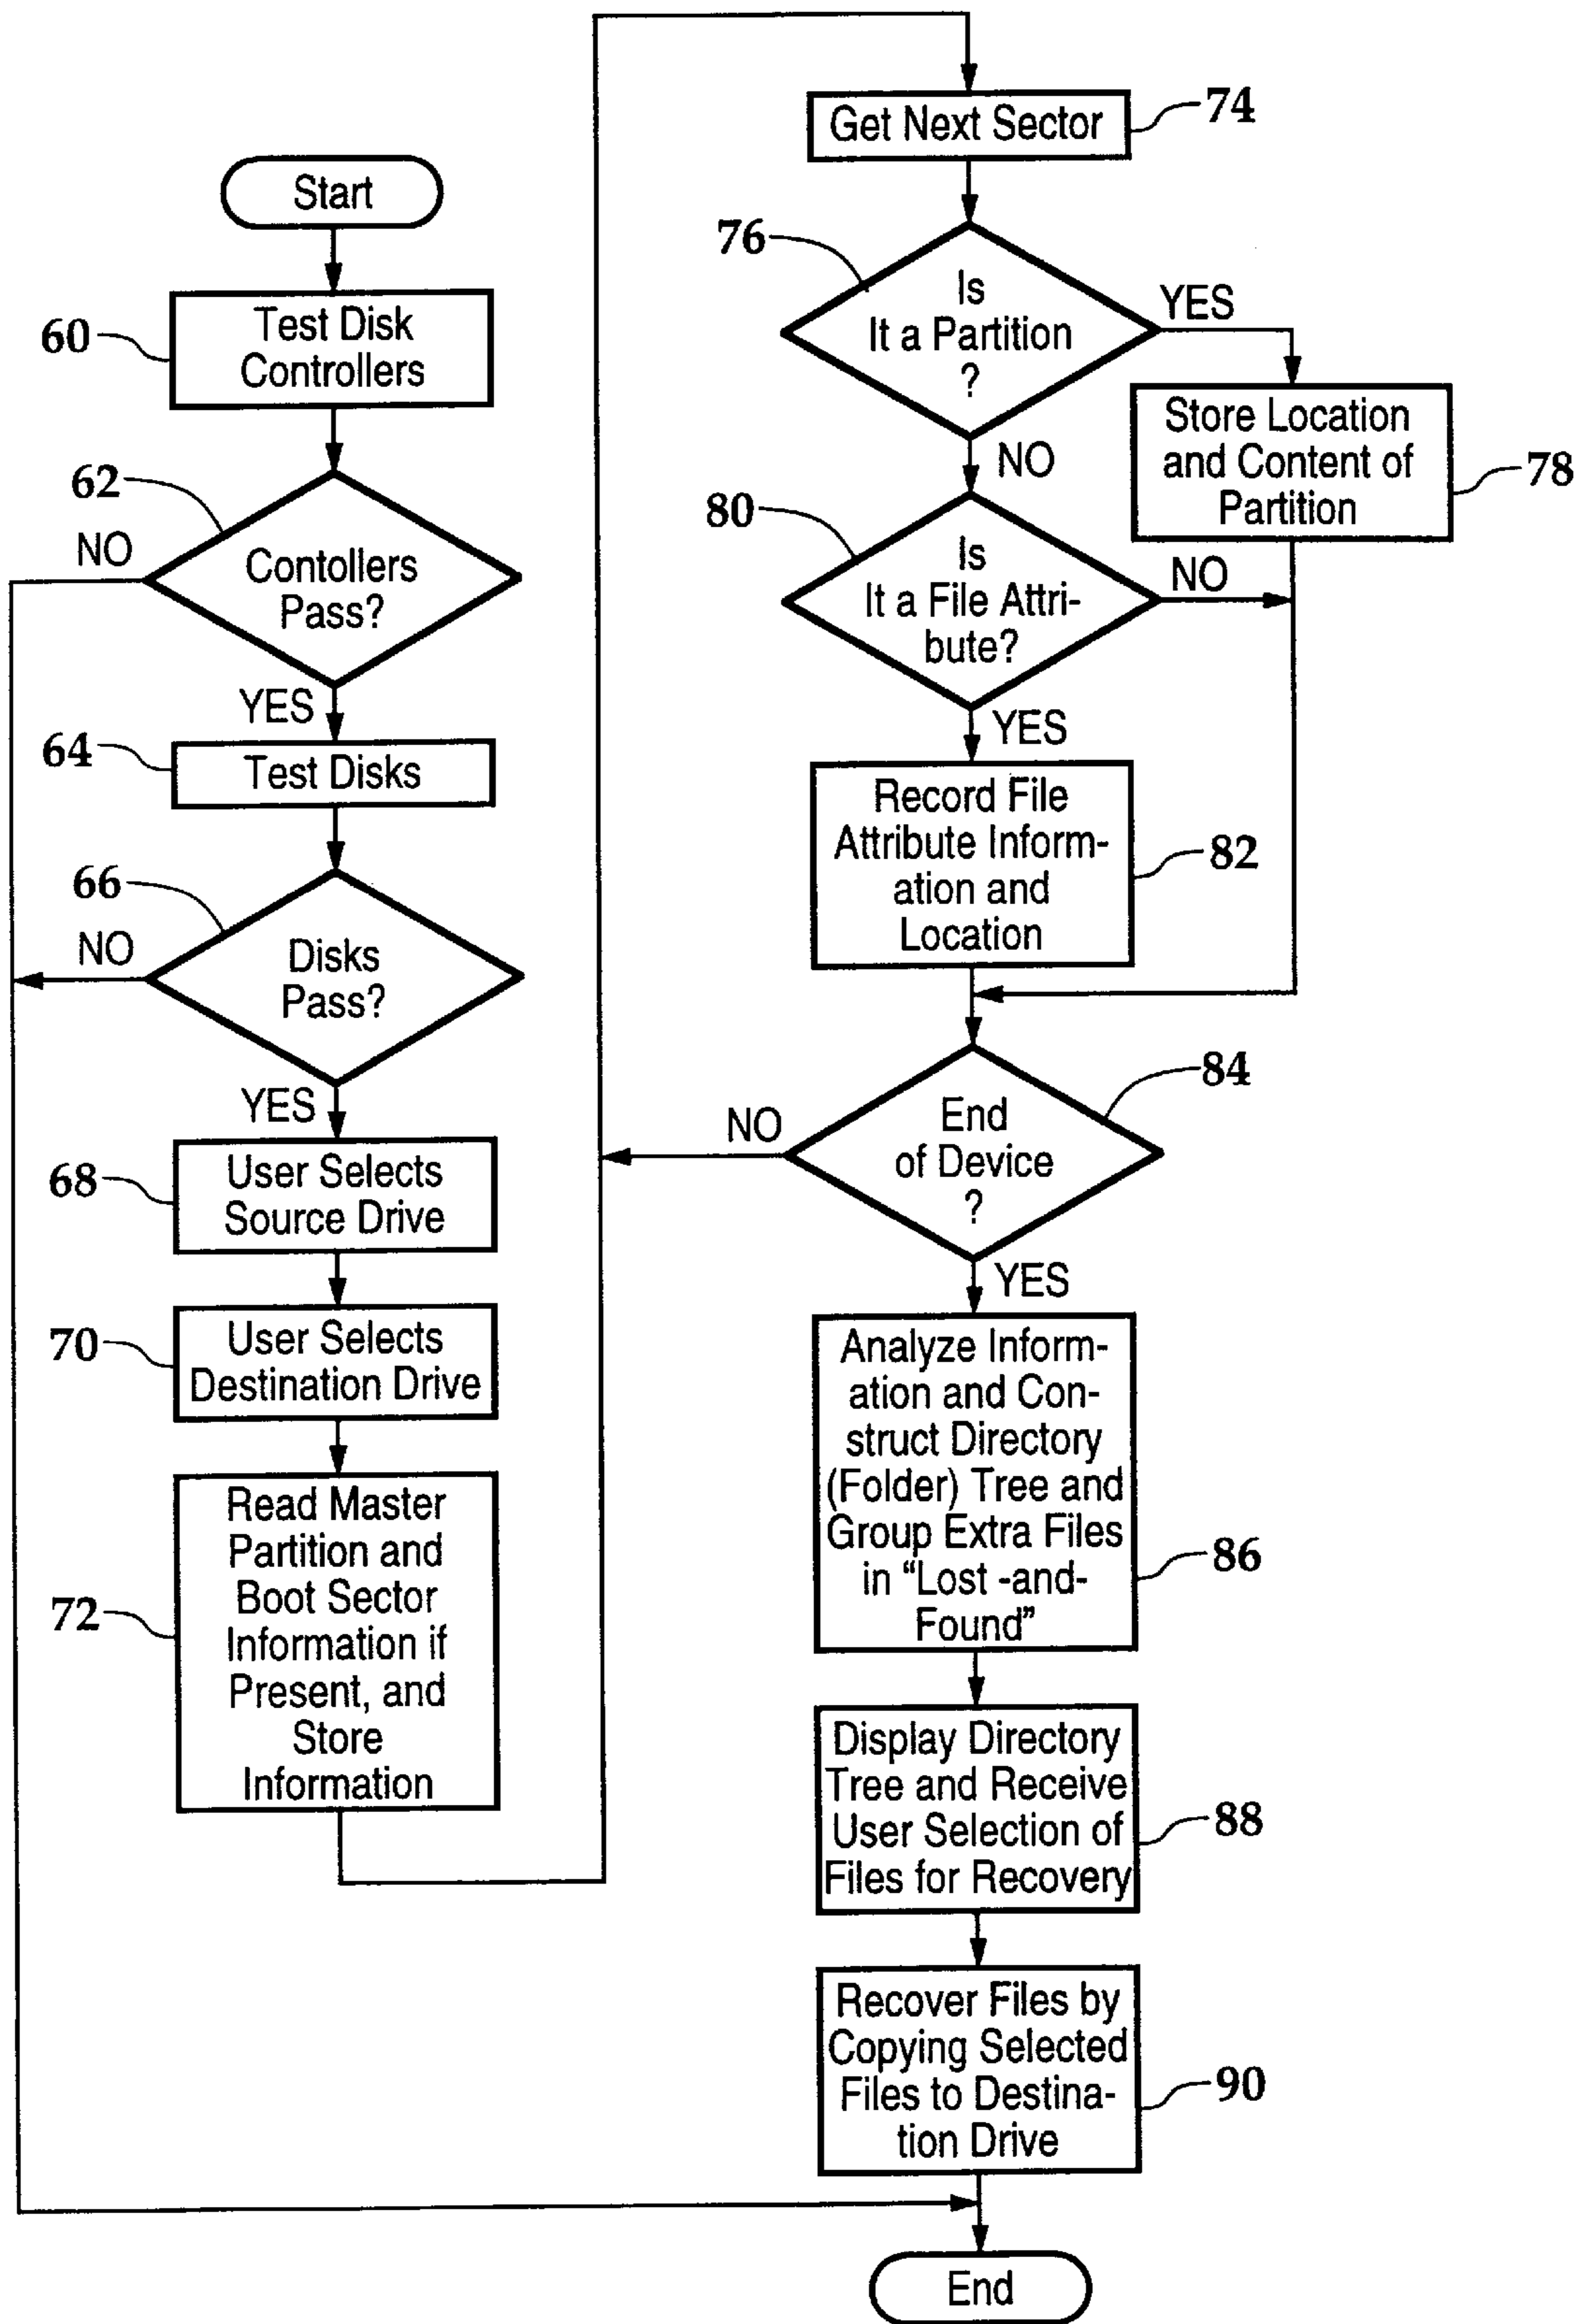 Start
60
Test Disk
Controllers
62
NO
Contollers
Pass?
YES
64
Test Disks
66
NO
Disks
Pass?
YES
68
User Selects
Source Drive
70
User Selects
Destination Drive
72
Read Master
Partition and
Boot Sector
Information if
Present, and
Store
Information
Get Next Sector
74
76
Is
It a Partition
?
YES
NO
Store Location
and Content of
Partition
78
80
Is
It a File Attri-
bute?
NO
YES
Record File
Attribute Inform-
ation and
Location
82
84
End
of Device
?
NO
YES
Analyze Inform-
ation and Con-
struct Directory
(Folder) Tree and
Group Extra Files
in “Lost -and-
Found”
86
Display Directory
Tree and Receive
User Selection of
Files for Recovery
88
Recover Files by
Copying Selected
Files to Destina-
tion Drive
90
End